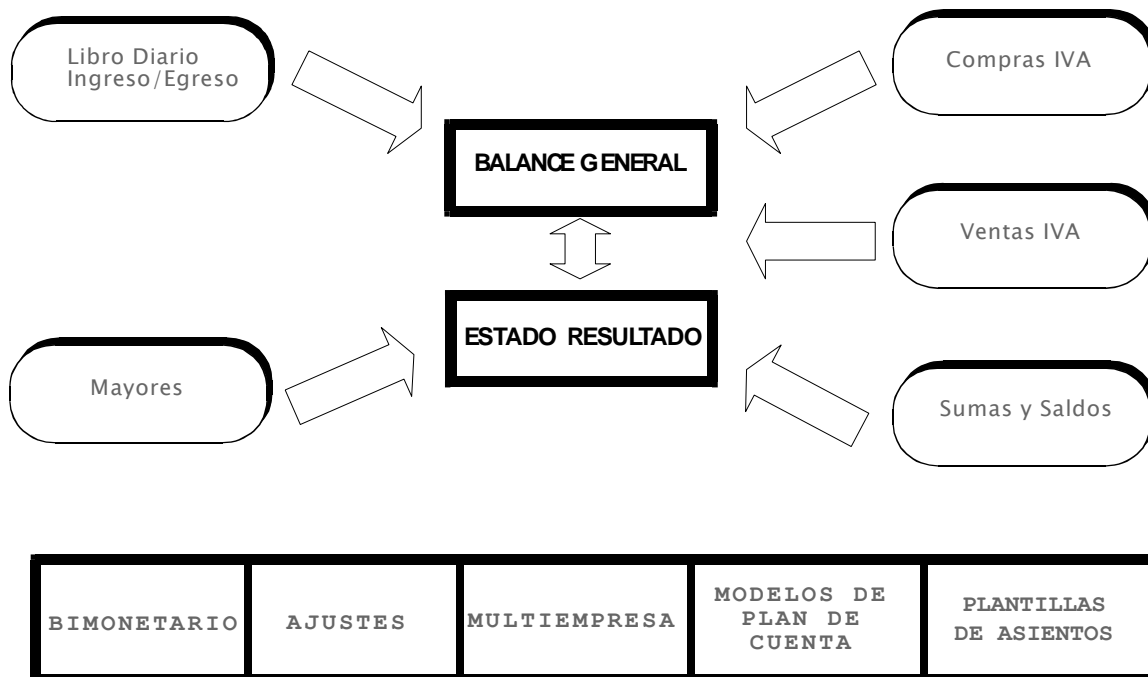 Libro Diario
Ingreso/Egreso
Compras IVA
BALANCE GENERAL
Ventas IVA
ESTADO RESULTADO
Mayores
Sumas y Saldos
BIMONETARIO
AJUSTES
MULTIEMPRESA
MODELOS DE
PLAN DE
CUENTA
PLANTILLAS
DE ASIENTOS